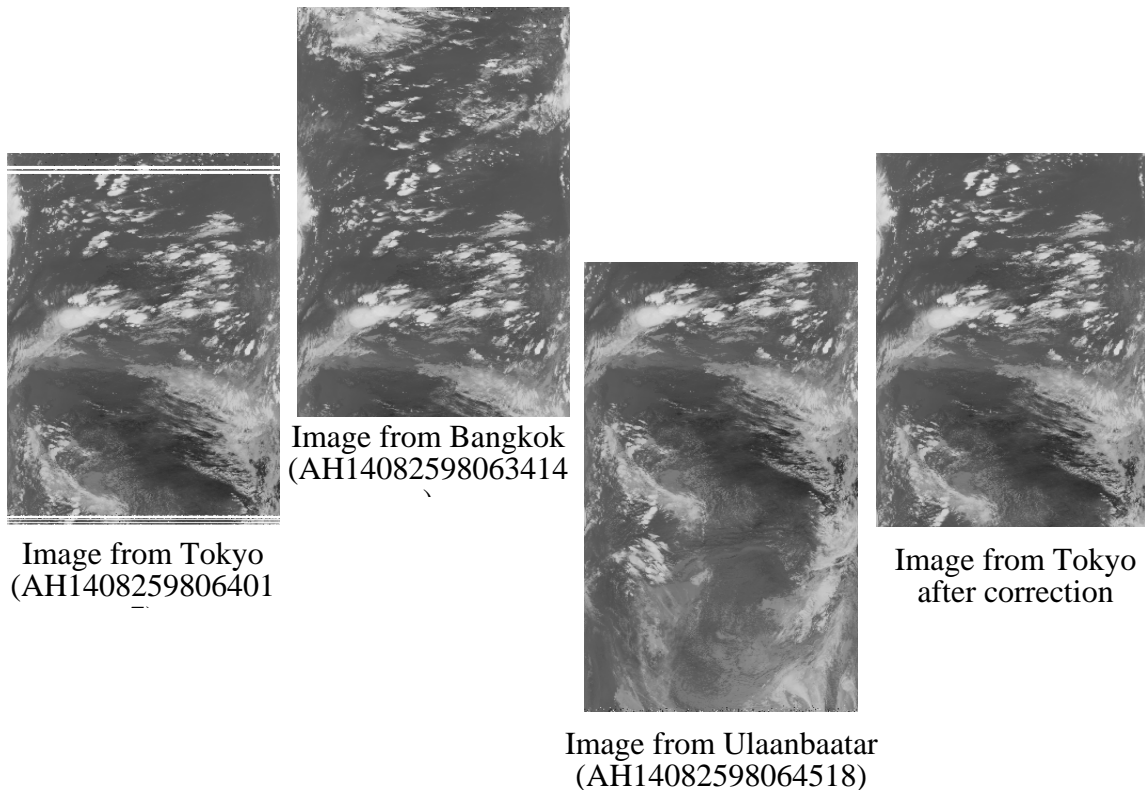 Image from Bangkok
(AH14082598063414
Image from Tokyo
(AH1408259806401
Image from Tokyo
after correction
Image from Ulaanbaatar
(AH14082598064518)